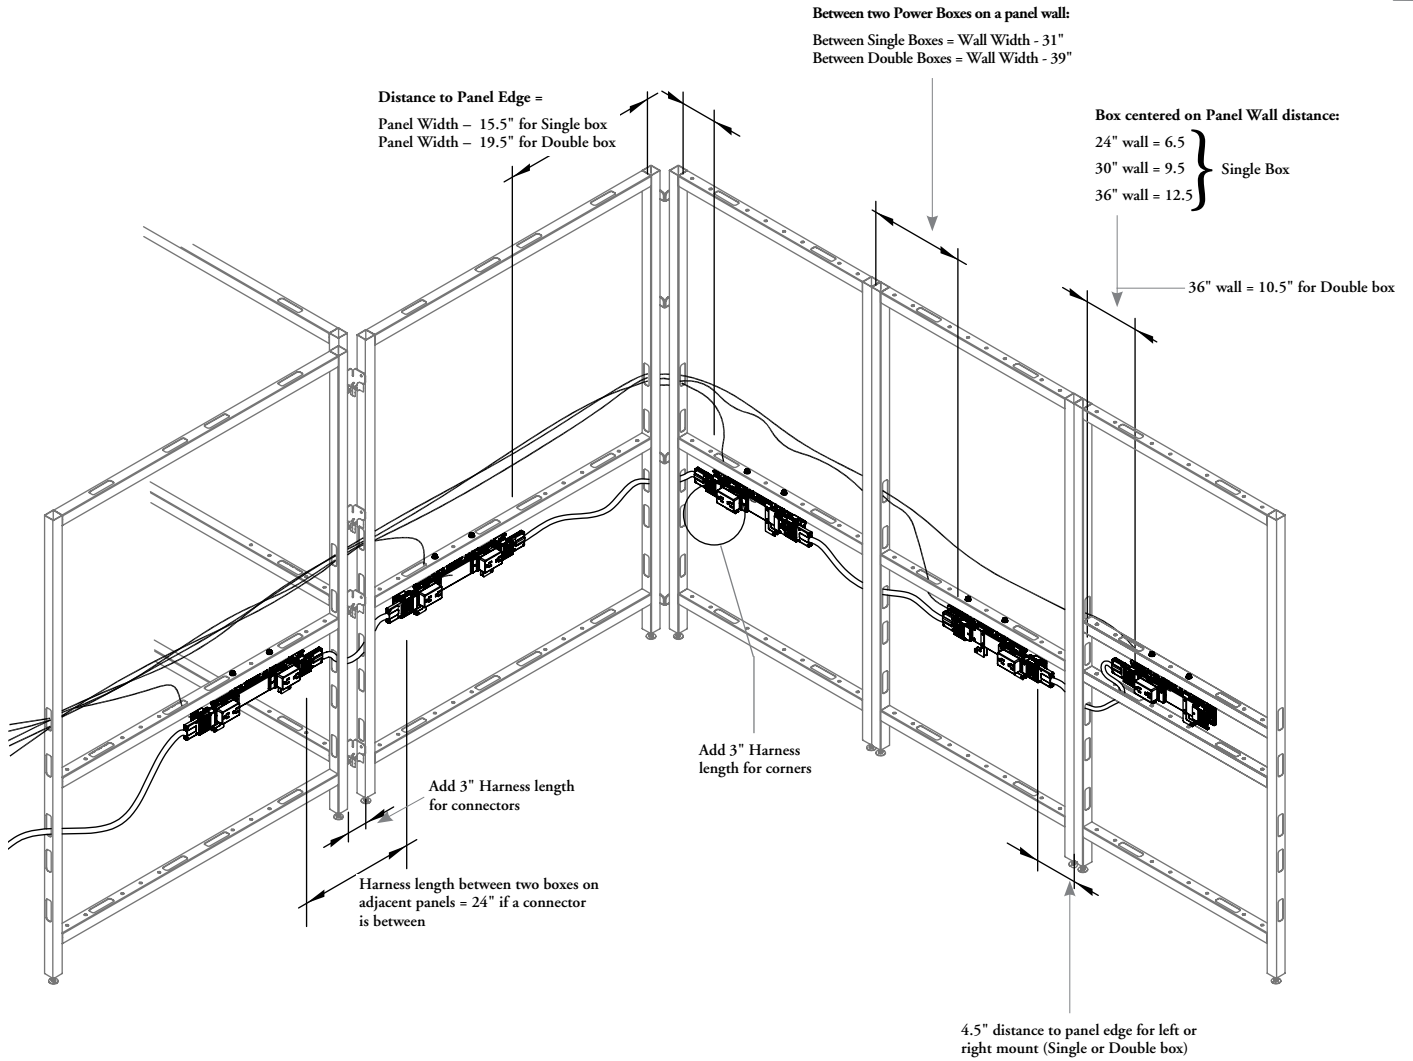 Between two Power Boxes on a panel wall:
Between Single Boxes = Wall Width - 31"
Between Double Boxes = Wall Width - 39"
Distance to Panel Edge =
Panel Width – 15.5" for Single box
Panel Width – 19.5" for Double box
Box centered on Panel Wall distance:
24" wall = 6.5
30" wall = 9.5
36" wall = 12.5
Single Box
36" wall = 10.5" for Double box
Add 3" Harness
length for corners
Add 3" Harness length
for connectors
Harness length between two boxes on
adjacent panels = 24" if a connector
is between
4.5" distance to panel edge for left or
right mount (Single or Double box)